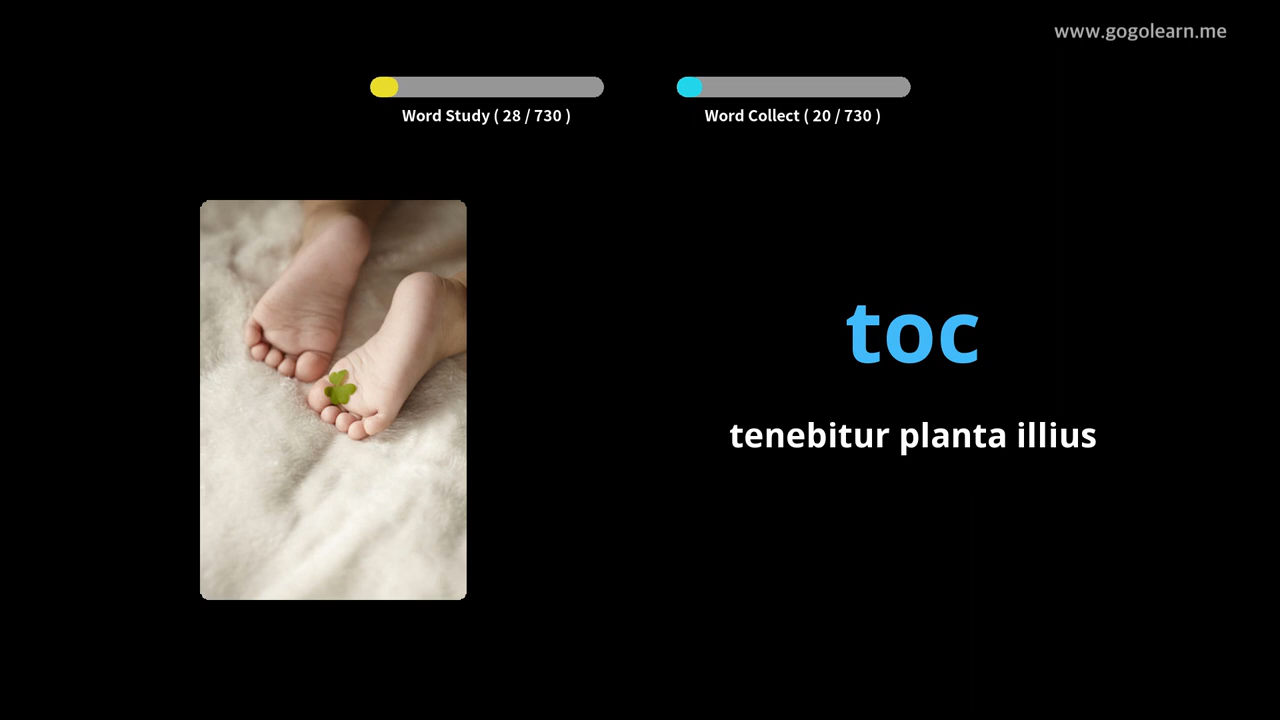 www.gogolearn.me
Word Study ( 28 / 730 )
Word Collect ( 20 / 730 )
toc
tenebitur planta illius